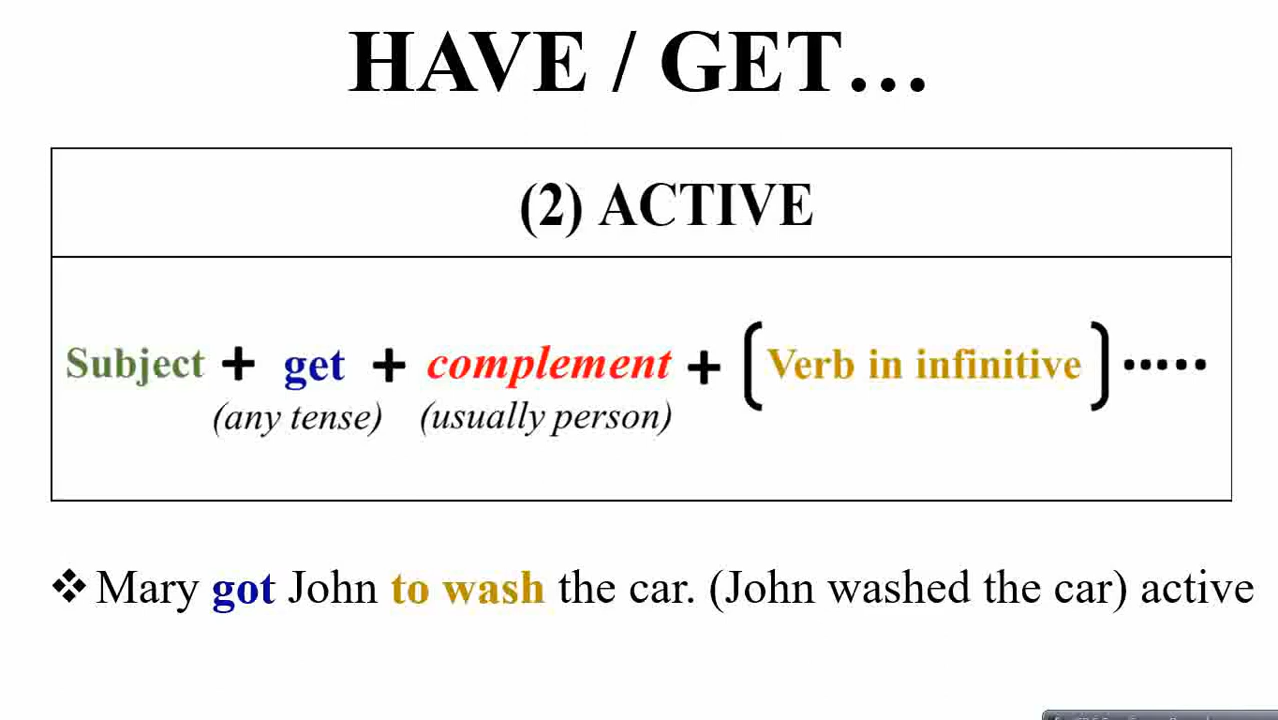 HAVE / GET…
(2) ACTIVE
Subject + get + complement + [Verb in infinitive] .....
(any tense) (usually person)
❖ Mary got John to wash the car. (John washed the car) active